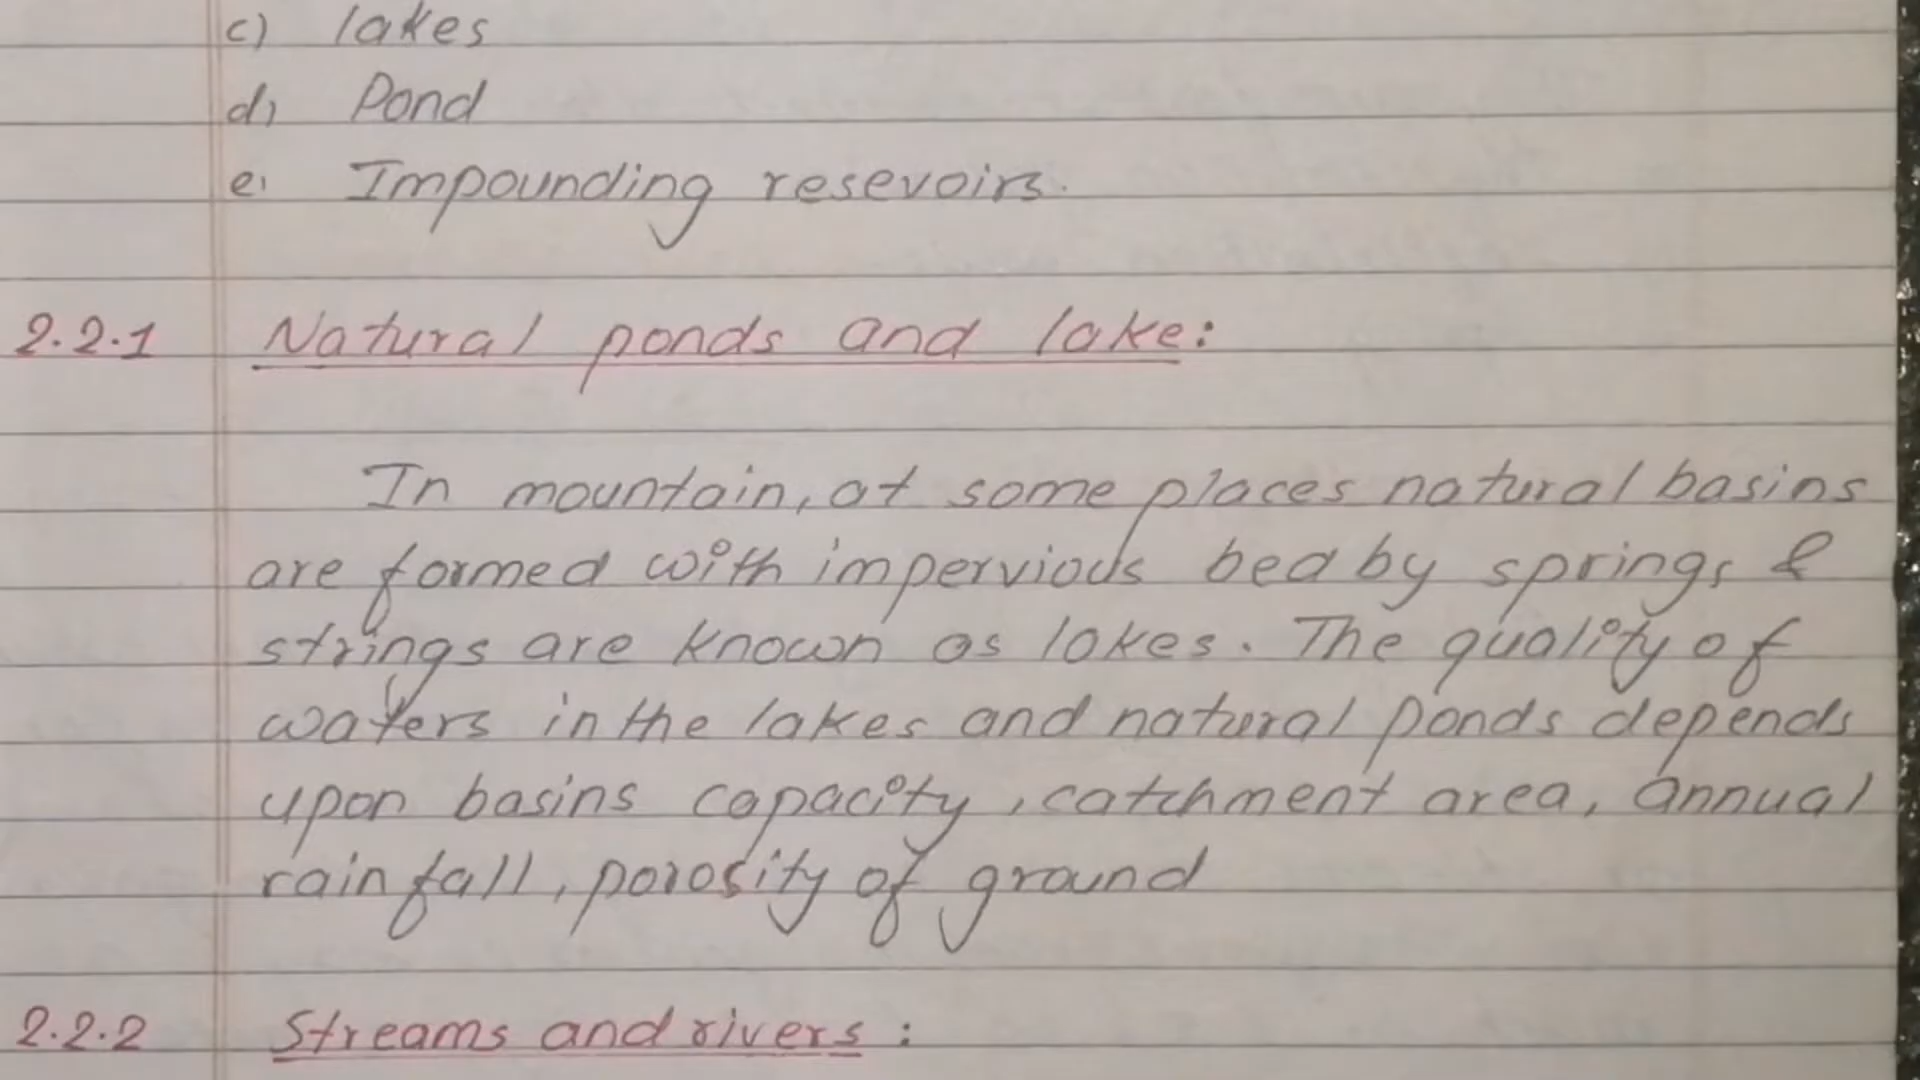 c) lakes
d) Pond
e) Impounding resevoirs.
2.2.1 Natural ponds and lake:
In mountain, at some places natural basins
are formed with impervious bed by springs &
strings are known as lakes. The quality of
waters in the lakes and natural ponds depends
upon basins capacity, catchment area, annual
rainfall, porosity of ground
2.2.2 Streams and rivers: